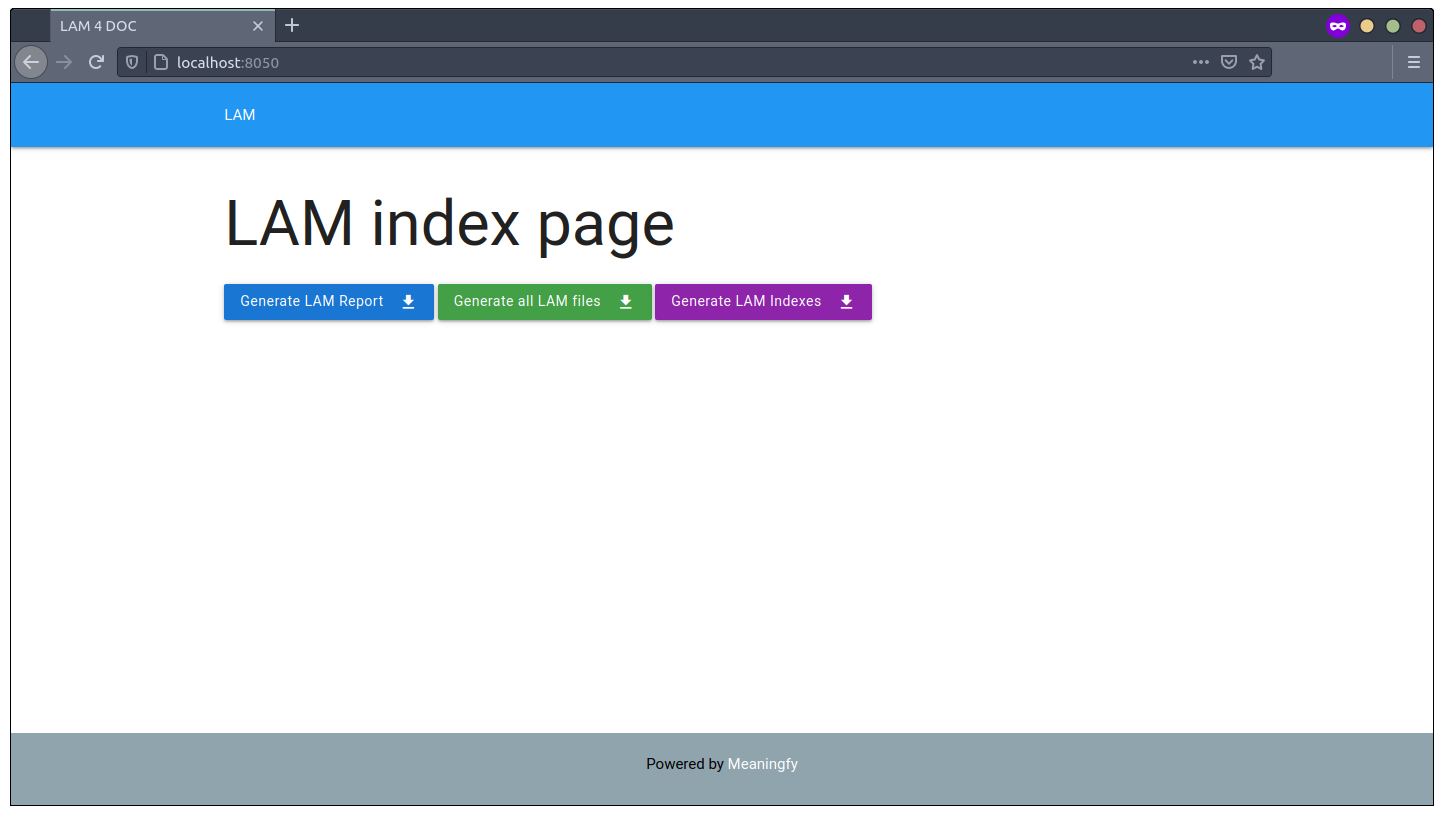 LAM 4 DOC
localhost:8050
LAM
LAM index page
Generate LAM Report
Generate all LAM files
Generate LAM Indexes
Powered by Meaningfy